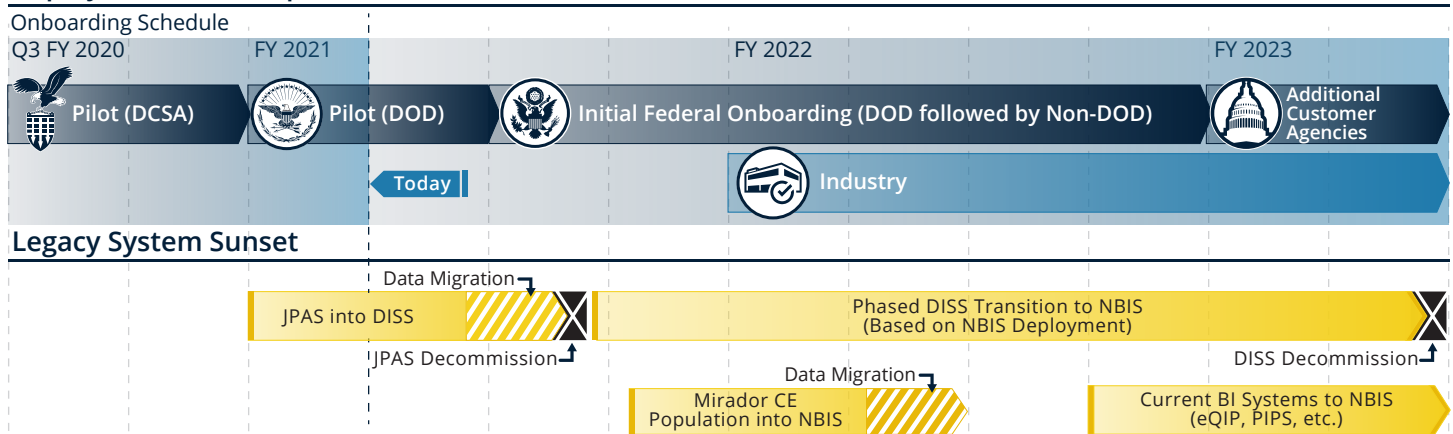 Onboarding Schedule
Q3 FY 2020
FY 2021
FY 2022
FY 2023
Pilot (DCSA)
Pilot (DOD)
Initial Federal Onboarding (DOD followed by Non-DOD)
Additional
Customer
Agencies
Today
Industry
Legacy System Sunset
Data Migration
JPAS into DISS
Phased DISS Transition to NBIS
(Based on NBIS Deployment)
JPAS Decommission
DISS Decommission
Data Migration
Mirador CE
Population into NBIS
Current BI Systems to NBIS
(eQIP, PIPS, etc.)